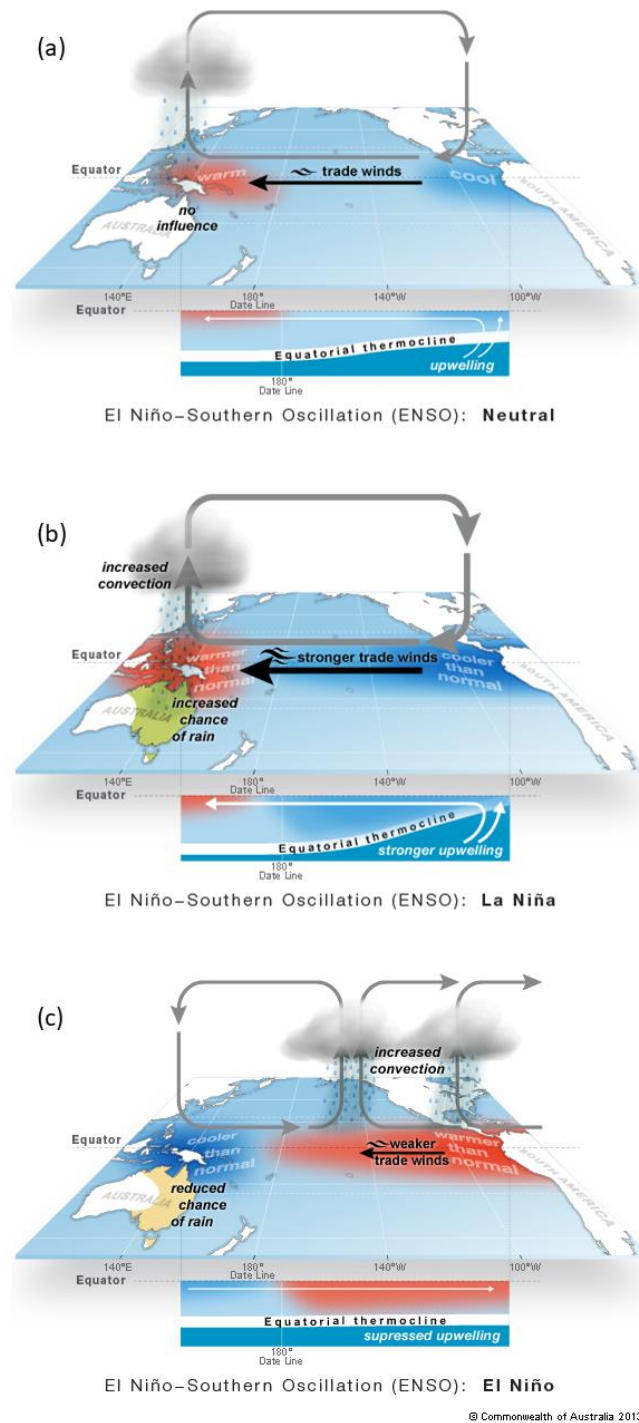 (a)
Equator
warm
trade winds
cool
no
influence
AUSTRALIA
SOUTH AMERICA
140°E
Date Line
140°W
100°W
Equator
Equatorial thermocline
upwelling
180°
Date Line
El Niño–Southern Oscillation (ENSO): Neutral
(b)
increased
convection
Equator
warmer
than
normal
stronger trade winds
cooler
than
normal
AUSTRALIA
increased
chance
of rain
SOUTH AMERICA
140°E
180°
140°W
100°W
Equator
Date Line
Equatorial thermocline
stronger upwelling
180°
Date Line
El Niño–Southern Oscillation (ENSO): La Niña
(c)
increased
convection
Equator
cooler
than
normal
weaker
trade winds
warmer
than
normal
AUSTRALIA
reduced
chance
of rain
SOUTH AMERICA
140°E
180°
140°W
100°W
Equator
Date Line
Equatorial thermocline
supressed upwelling
180°
Date Line
El Niño–Southern Oscillation (ENSO): El Niño
© Commonwealth of Australia 2013